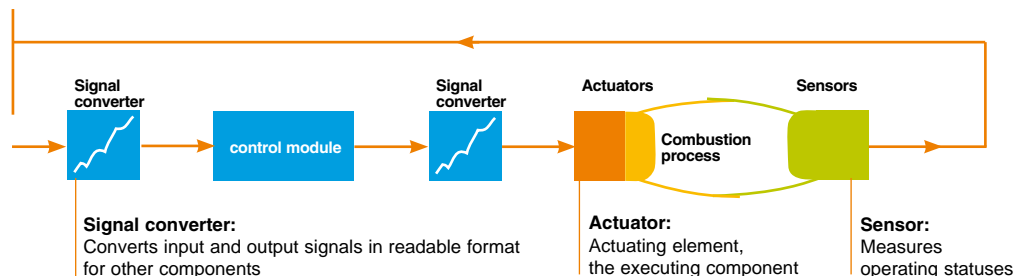 Signal
converter
control module
Signal
converter
Actuators
Combustion
process
Sensors
Signal converter:
Converts input and output signals in readable format
for other components
Actuator:
Actuating element,
the executing component
Sensor:
Measures
operating statuses